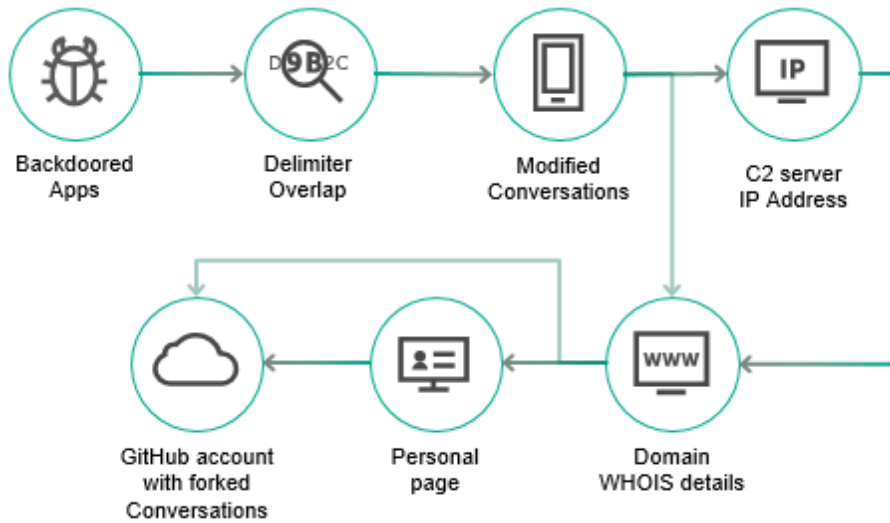 D9B2C
IP
Backdoored
Apps
Delimiter
Overlap
Modified
Conversations
C2 server
IP Address
WWW
GitHub account
with forked
Conversations
Personal
page
Domain
WHOIS details